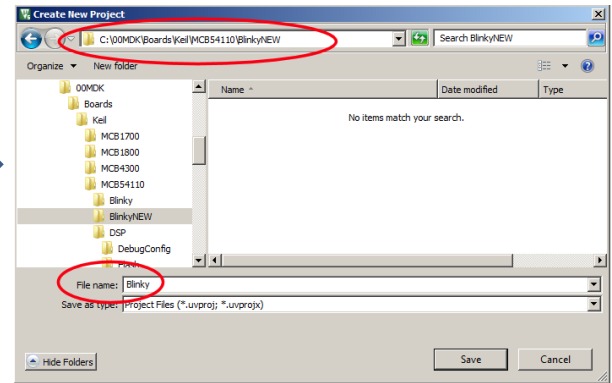 Create New Project
C:\00MDK\Boards\Keil\MCB54110\BlinkyNEW
Search BlinkyNEW
Organize
New folder
Name
Date modified
Type
00MDK
Boards
Keil
MCB1700
MCB1800
MCB4300
MCB54110
Blinky
BlinkyNEW
DSP
DebugConfig
Flash
No items match your search.
File name: Blinky
Save as type: Project Files (*.uvproj; *.uvprojx)
Hide Folders
Save
Cancel